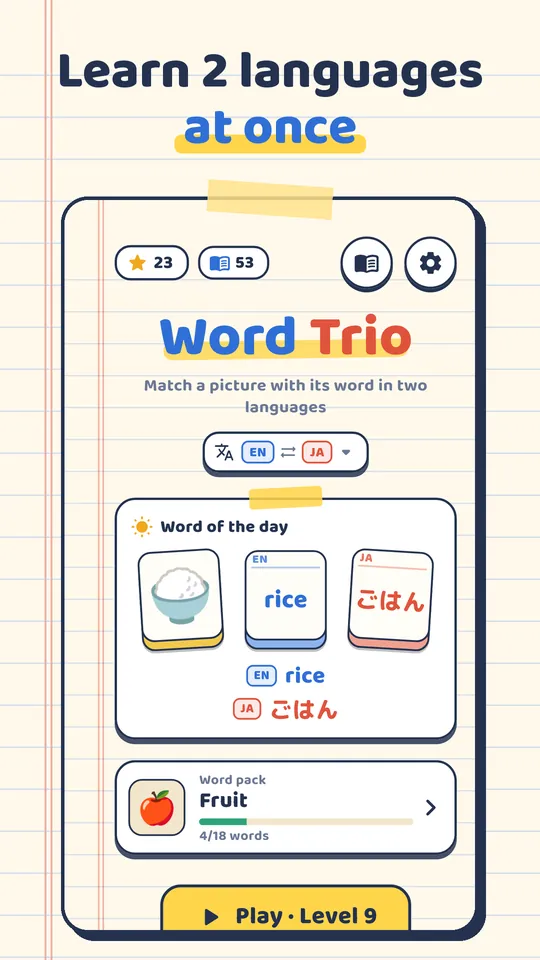 Learn 2 languages
at once
23
53
Word Trio
Match a picture with its word in two
languages
EN
JA
Word of the day
EN
rice
JA
ごはん
EN rice
JA ごはん
Word pack
Fruit
4/18 words
Play · Level 9